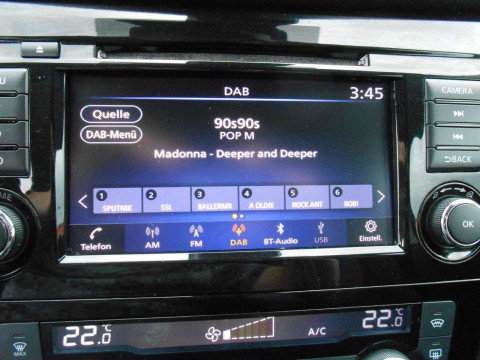 DAB
3:45
Quelle
DAB-Menü
90s90s
POP M
Madonna - Deeper and Deeper
1 2 3 4 5 6
SPUTNIK SSL BALLERMR A OLDIE ROCK ANT BOB!
Telefon AM FM DAB BT-Audio USB Einstell.
CAMERA
BACK
OK
22.0 A/C 22.0
MAX